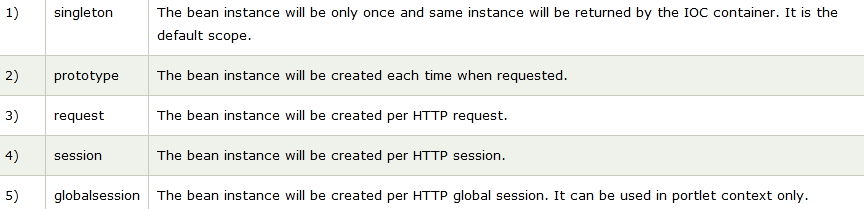 1) singleton The bean instance will be only once and same instance will be returned by the IOC container. It is the
default scope.
2) prototype The bean instance will be created each time when requested.
3) request The bean instance will be created per HTTP request.
4) session The bean instance will be created per HTTP session.
5) globalsession The bean instance will be created per HTTP global session. It can be used in portlet context only.